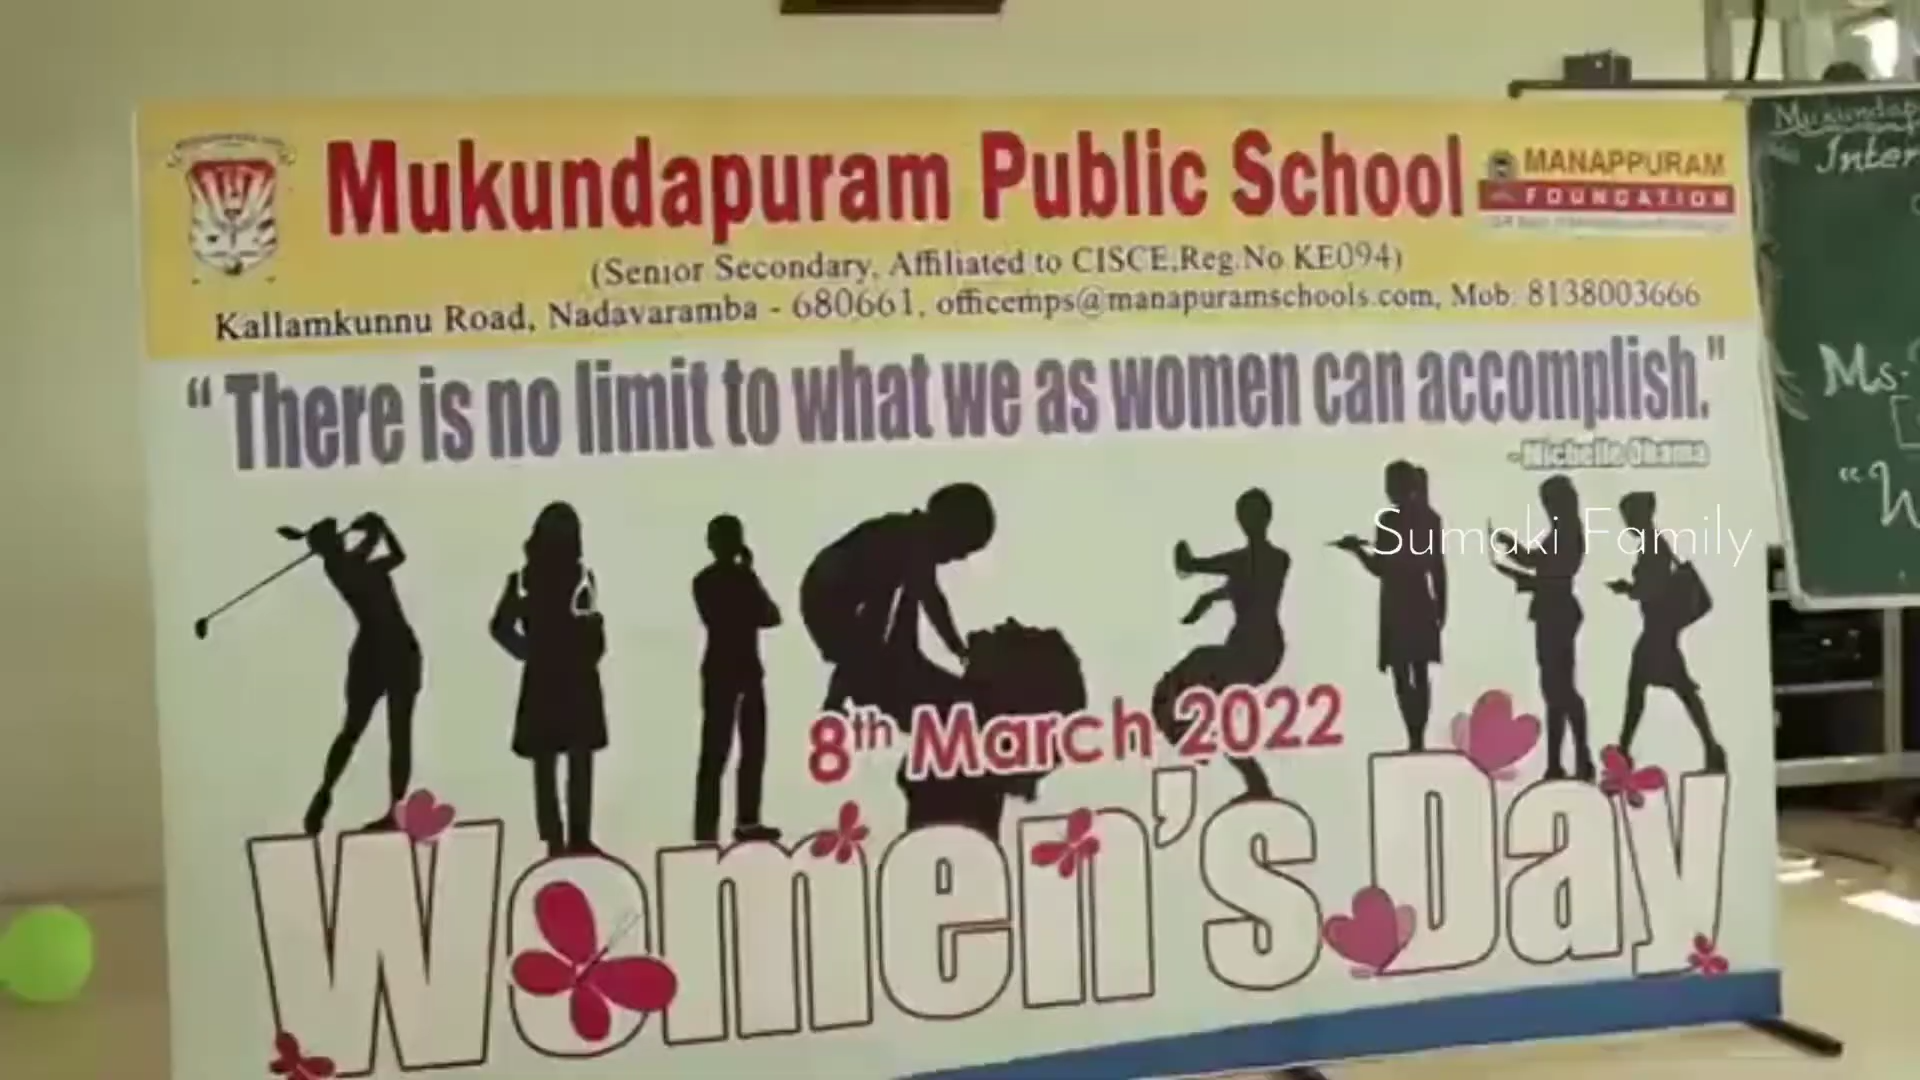 Mukundapuram Public School
MANAPPURAM
FOUNDATION
(Senior Secondary, Affiliated to CISCE,Reg.No KE094)
Kallamkunnu Road, Nadavaramba - 680661, officemps@manapuramschools.com, Mob: 8138003666
“There is no limit to what we as women can accomplish."
-Michelle Obama
Sumaki Family
8th March 2022
Women's Day
Mukundap
Inter
Ms.
“W